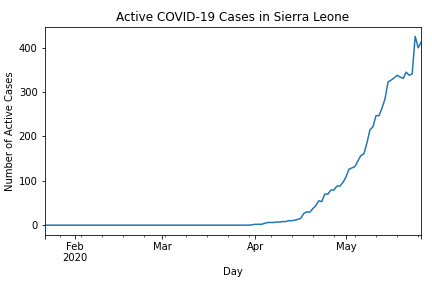 Active COVID-19 Cases in Sierra Leone
Number of Active Cases
400
300
200
100
0
Feb Mar Apr May
2020
Day